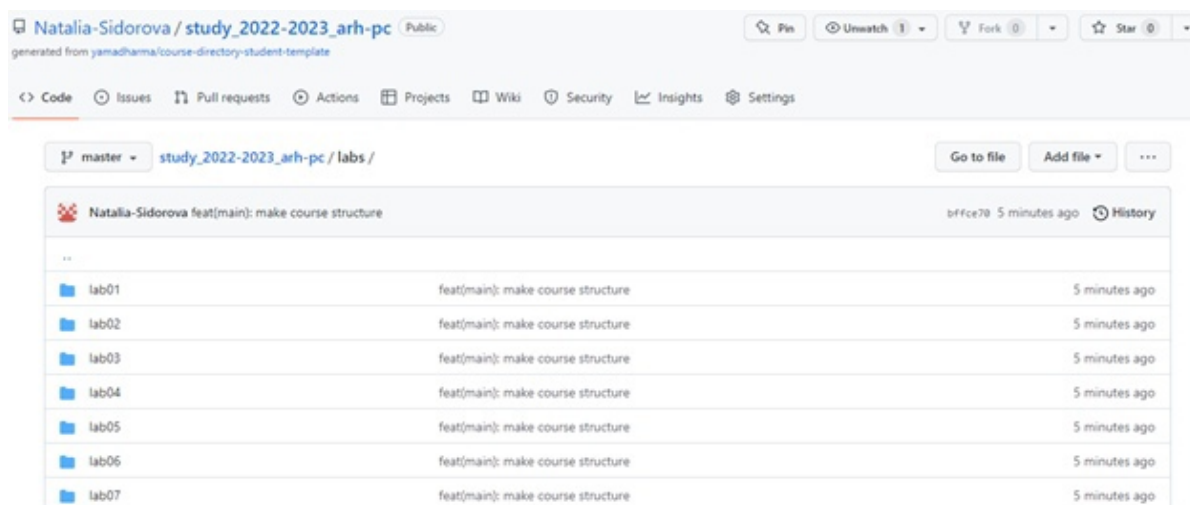 Natalia-Sidorova / study_2022-2023_arh-pc Public Pin Unwatch 1 Fork 0 Star 0
generated from yamadharma/course-directory-student-template
<> Code Issues Pull requests Actions Projects Wiki Security Insights Settings
master study_2022-2023_arh-pc / labs / Go to file Add file ...
Natalia-Sidorova feat(main): make course structure bffce70 5 minutes ago History
..
lab01 feat(main): make course structure 5 minutes ago
lab02 feat(main): make course structure 5 minutes ago
lab03 feat(main): make course structure 5 minutes ago
lab04 feat(main): make course structure 5 minutes ago
lab05 feat(main): make course structure 5 minutes ago
lab06 feat(main): make course structure 5 minutes ago
lab07 feat(main): make course structure 5 minutes ago